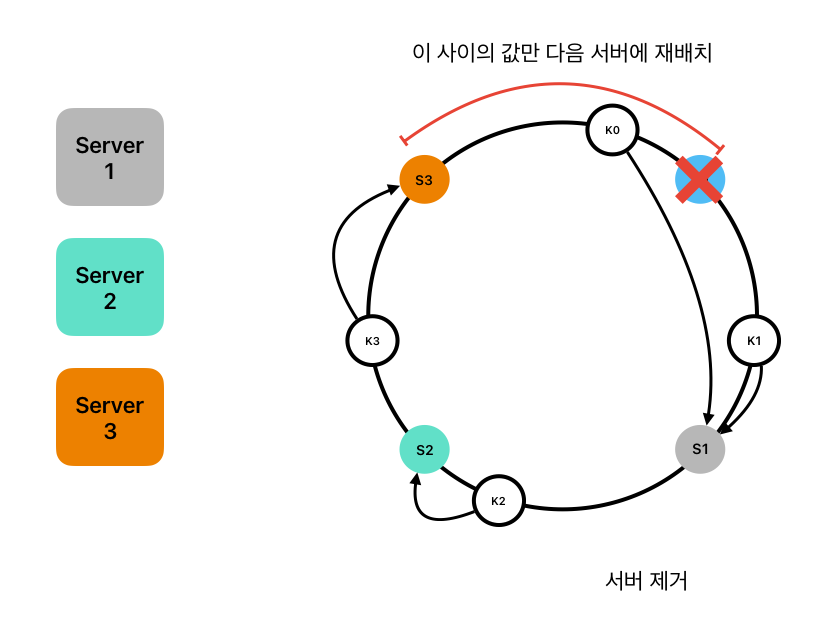 이 사이의 값만 다음 서버에 재배치
Server
1
Server
2
Server
3
K0
S3
K3
K1
S2
S1
K2
서버 제거